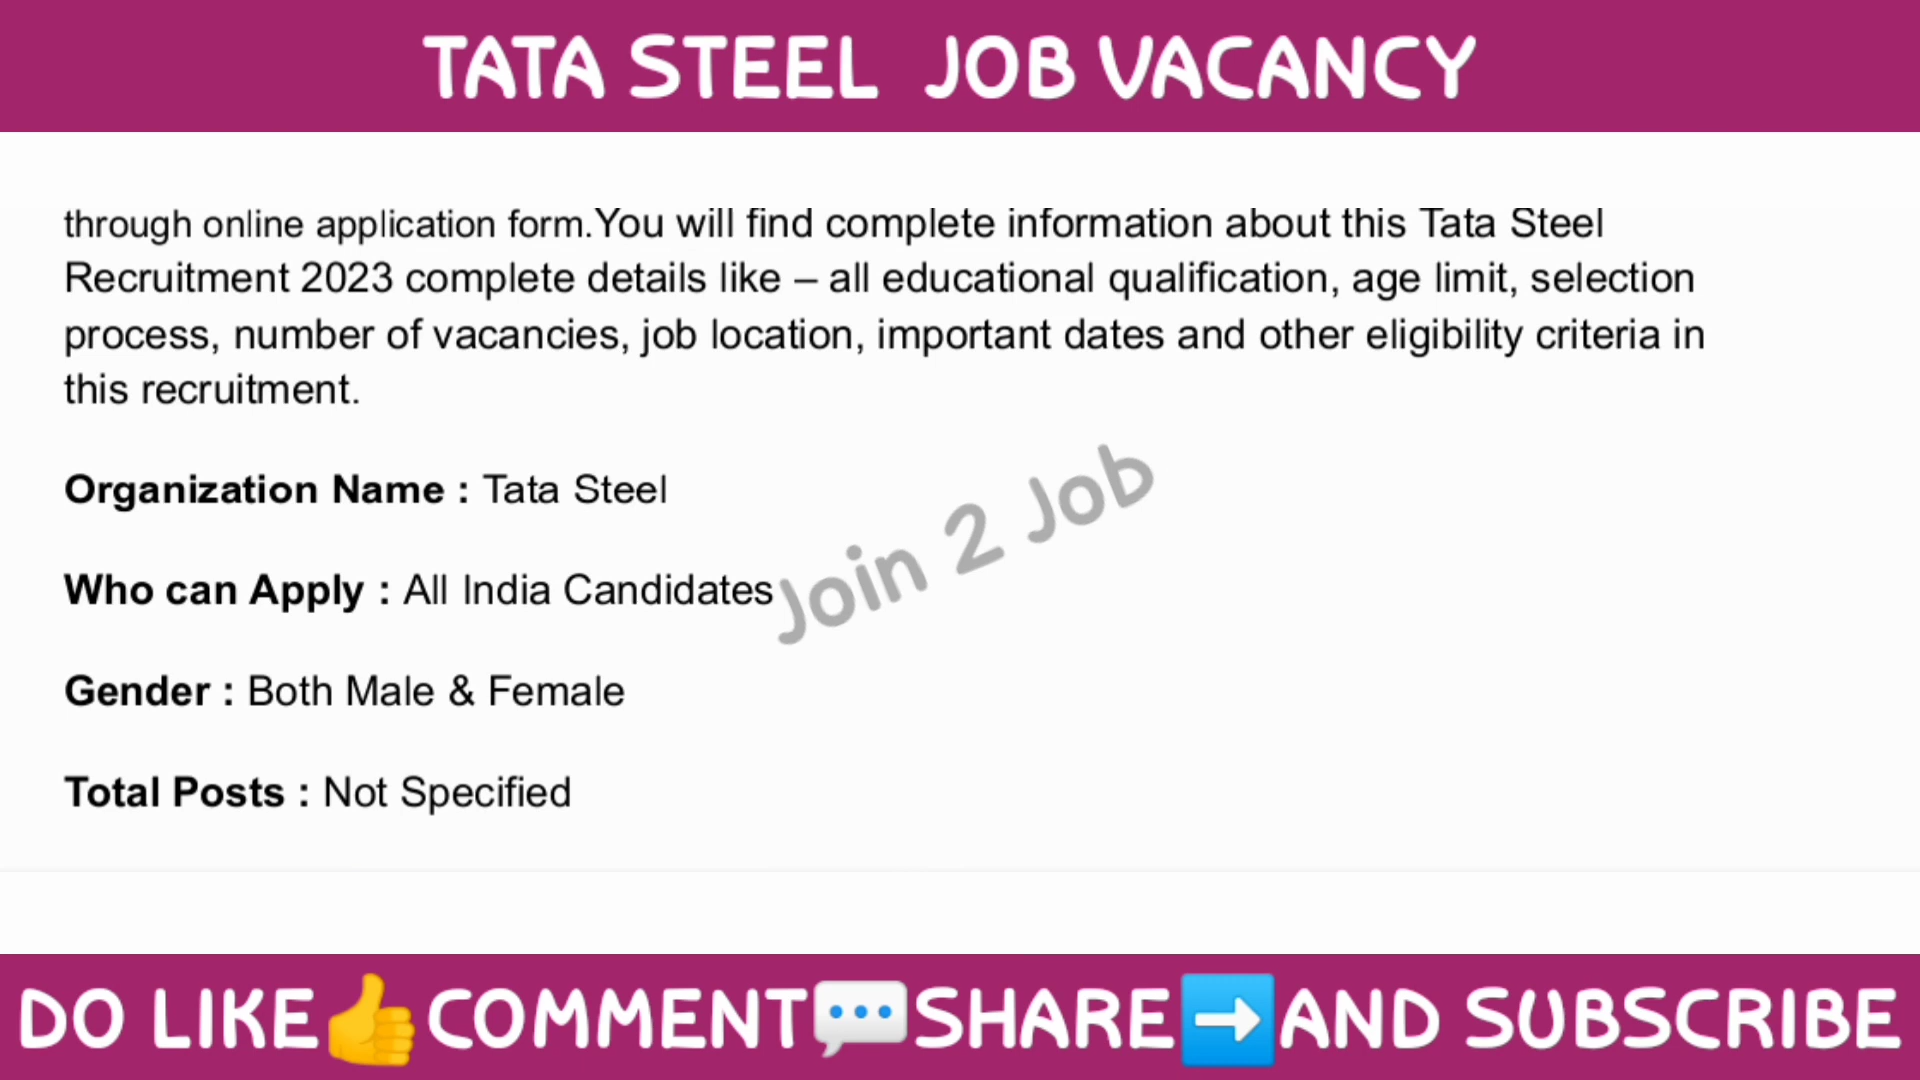 TATA STEEL JOB VACANCY
through online application form.You will find complete information about this Tata Steel
Recruitment 2023 complete details like – all educational qualification, age limit, selection
process, number of vacancies, job location, important dates and other eligibility criteria in
this recruitment.
Organization Name : Tata Steel
Who can Apply : All India Candidates
Join 2 Job
Gender : Both Male & Female
Total Posts : Not Specified
DO LIKE👍COMMENT💬SHARE➡️AND SUBSCRIBE